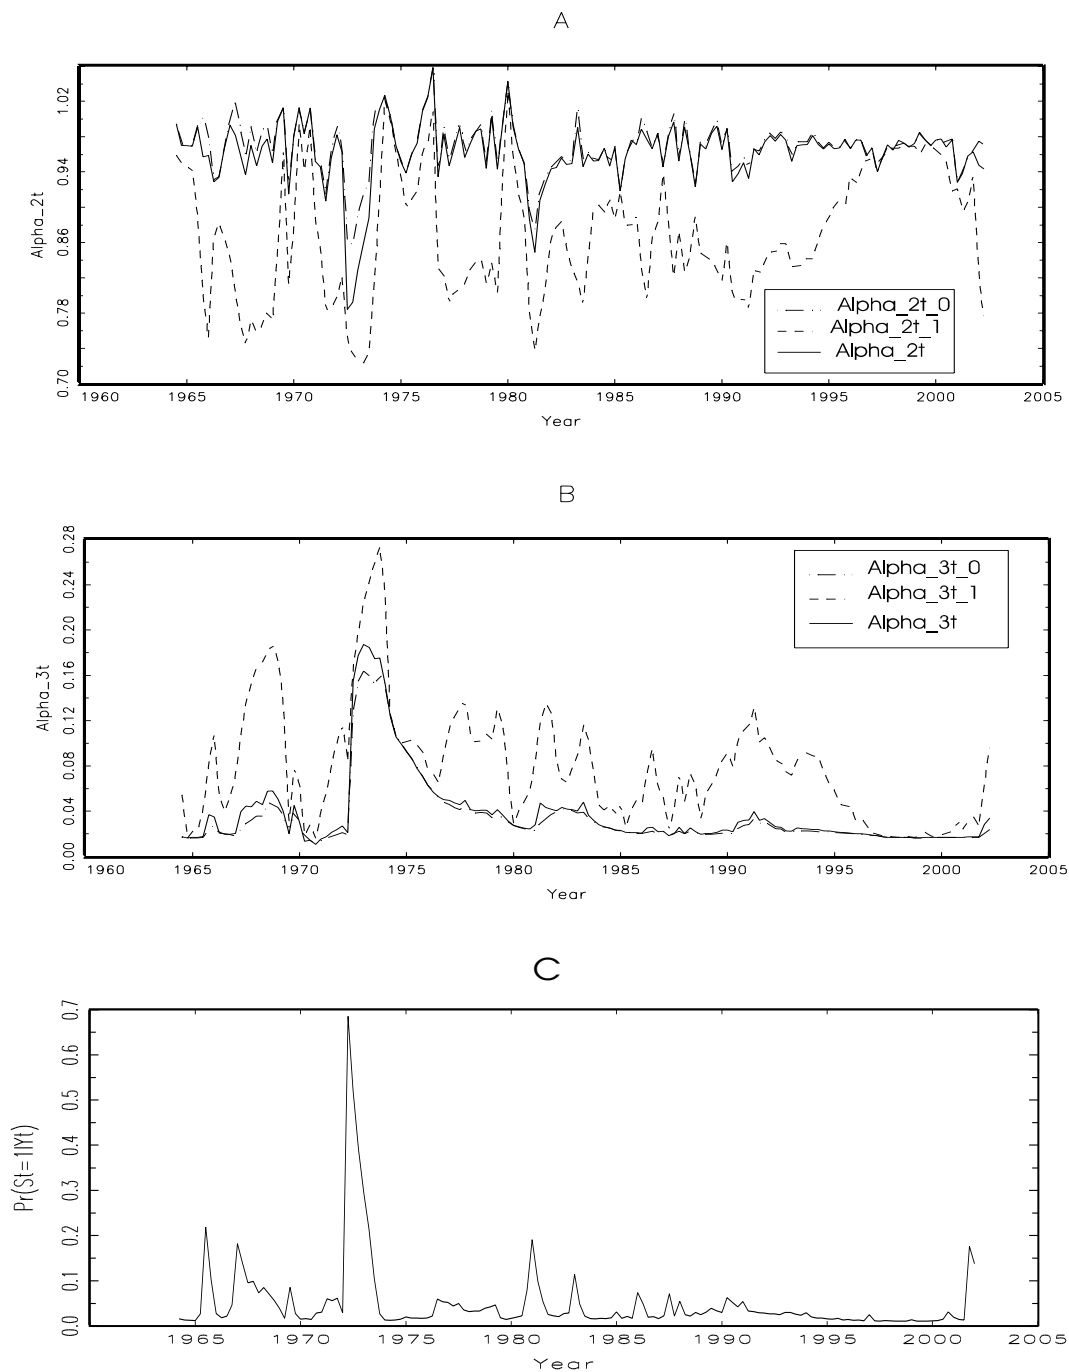 A
Alpha_2t
1.02
0.94
0.86
0.78
0.70
Alpha_2t_0
Alpha_2t_1
Alpha_2t
1960 1965 1970 1975 1980 1985 1990 1995 2000 2005
Year
B
Alpha_3t
0.28
0.24
0.20
0.16
0.12
0.08
0.04
0.00
Alpha_3t_0
Alpha_3t_1
Alpha_3t
1960 1965 1970 1975 1980 1985 1990 1995 2000 2005
Year
C
Pr(St=1|Yt)
0.7
0.6
0.5
0.4
0.3
0.2
0.1
0.0
1965 1970 1975 1980 1985 1990 1995 2000 2005
Year